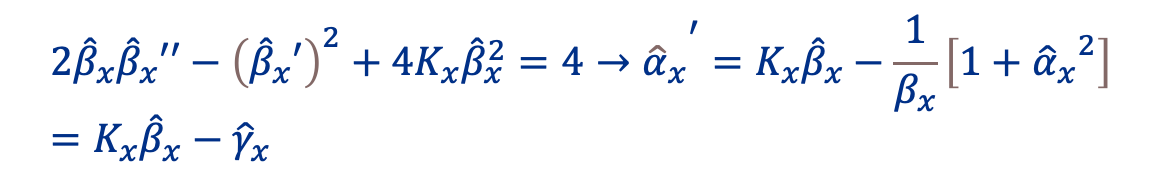 2β̂ₓβ̂ₓ′′ − (β̂ₓ′)² + 4Kₓβ̂ₓ² = 4 → α̂ₓ′ = Kₓβ̂ₓ − 1/βₓ [1 + α̂ₓ²]
= Kₓβ̂ₓ − γ̂ₓ